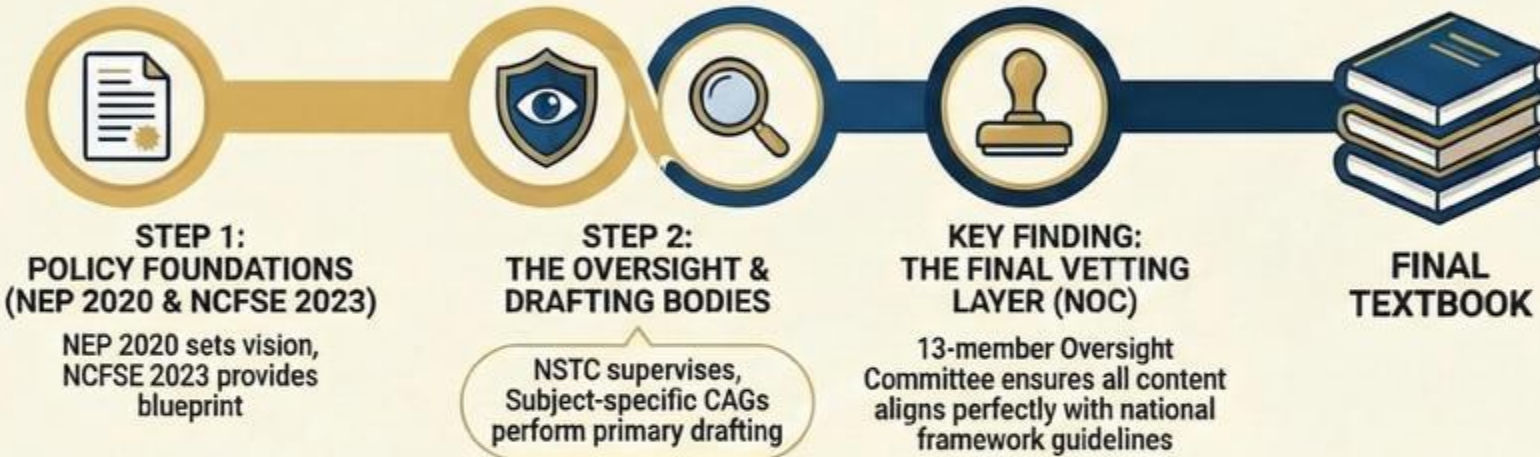 STEP 1:
POLICY FOUNDATIONS
(NEP 2020 & NCFSE 2023)
NEP 2020 sets vision,
NCFSE 2023 provides
blueprint
STEP 2:
THE OVERSIGHT &
DRAFTING BODIES
NSTC supervises,
Subject-specific CAGs
perform primary drafting
KEY FINDING:
THE FINAL VETTING
LAYER (NOC)
13-member Oversight
Committee ensures all content
aligns perfectly with national
framework guidelines
FINAL
TEXTBOOK